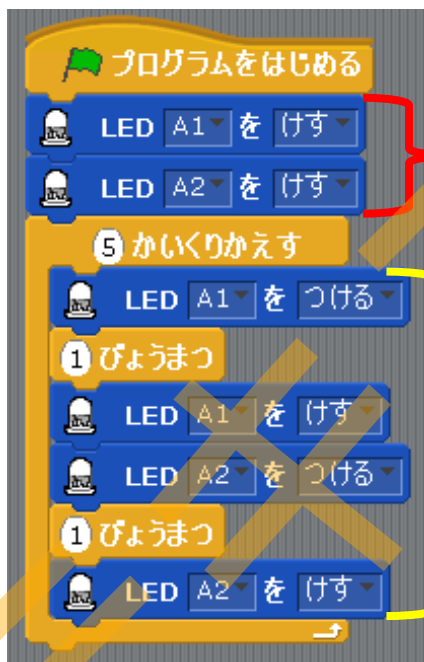 プログラムをはじめる
LED A1 を けす
LED A2 を けす
5 かいくりかえす
LED A1 を つける
1 びょうまつ
LED A1 を けす
LED A2 を つける
1 びょうまつ
LED A2 を けす